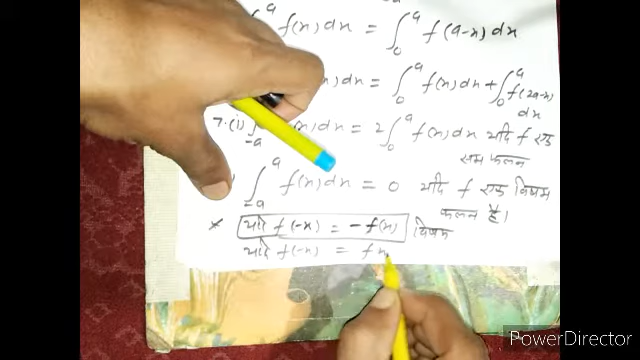 ∫₀ᵃ f(x) dx = ∫₀ᵃ f(a-x) dx
(x) dx = ∫₀ᵃ f(x) dx + ∫₀ᵃ f(2a-x) dx
7. (i) ∫₋ₐᵃ f(x) dx = 2∫₀ᵃ f(x) dx यदि f एक सम फलन
∫₋ₐᵃ f(x) dx = 0 यदि f एक विषम फलन है।
* यदि f(-x) = -f(x) विषम
यदि f(-x) = fx
PowerDirector